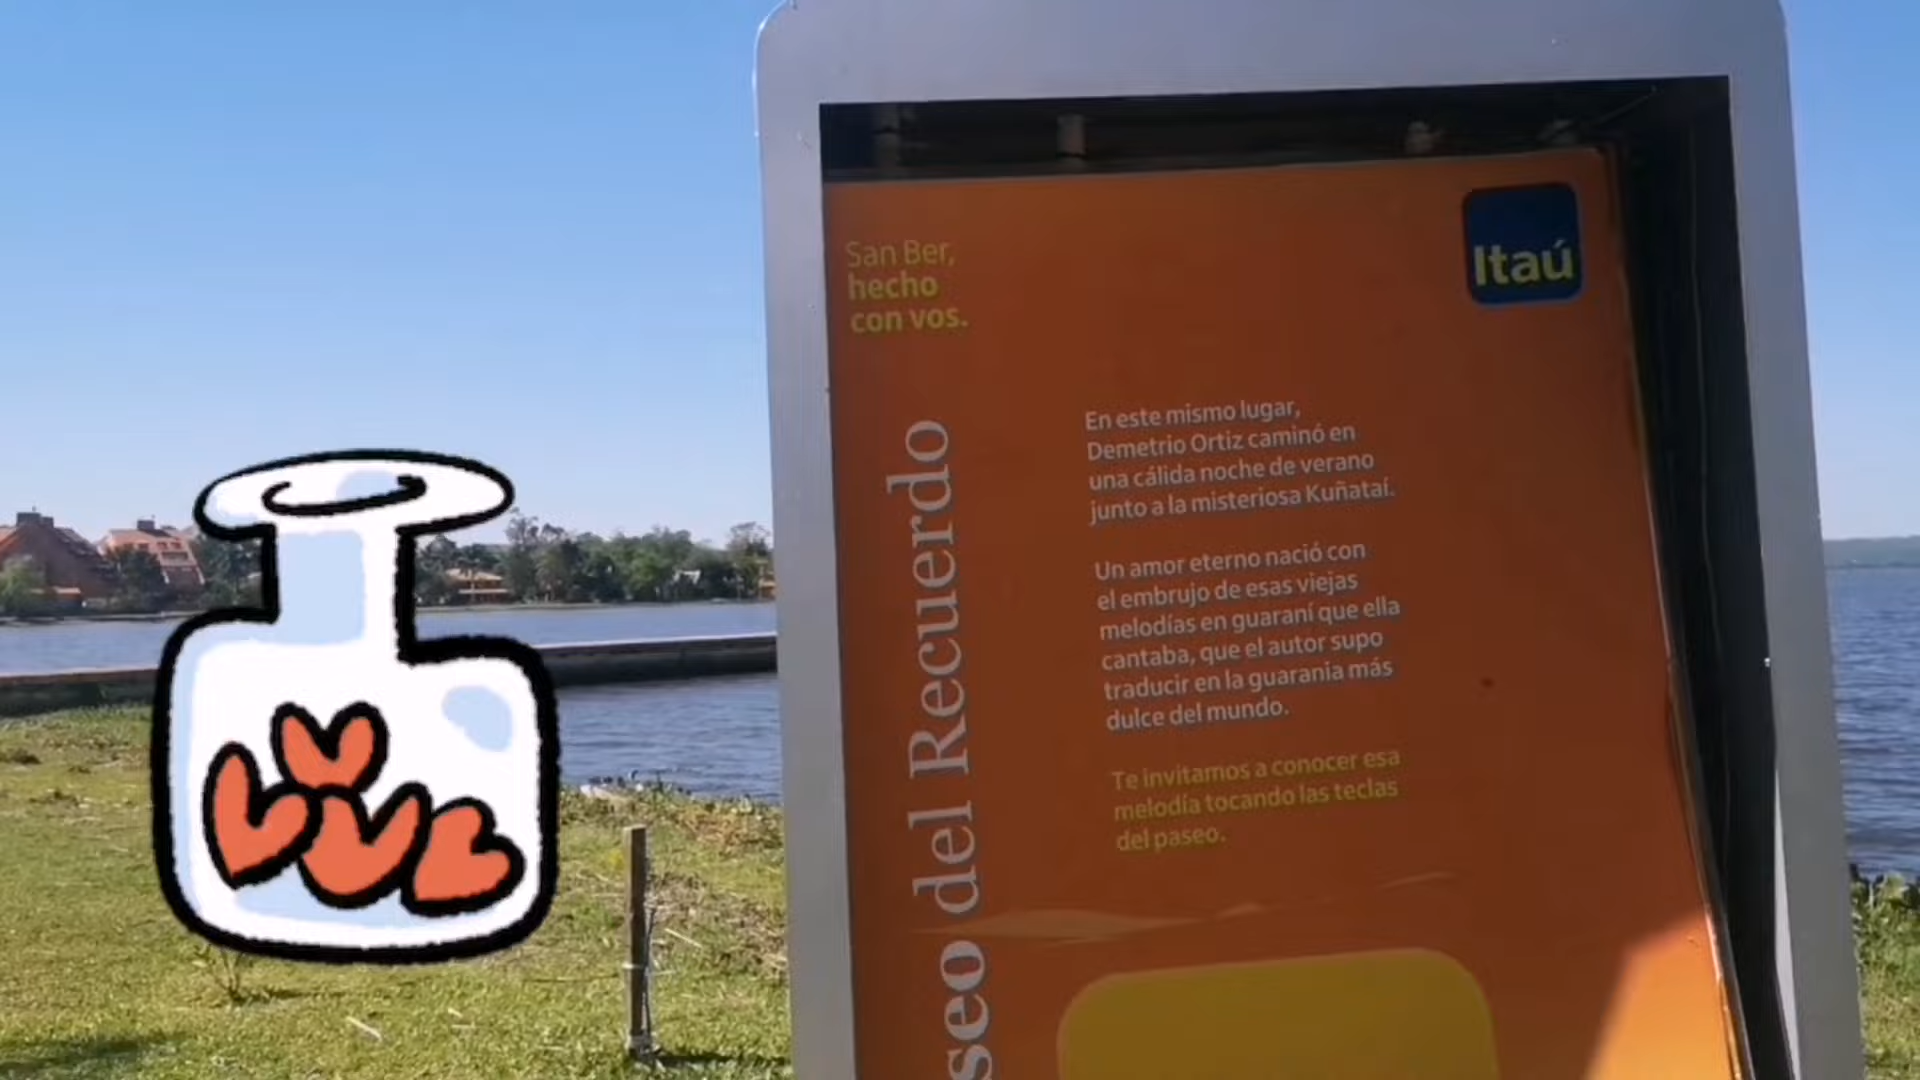 San Ber,
hecho
con vos.
Itaú
seo del Recuerdo
En este mismo lugar,
Demetrio Ortiz caminó en
una cálida noche de verano
junto a la misteriosa Kuñataí.
Un amor eterno nació con
el embrujo de esas viejas
melodías en guaraní que ella
cantaba, que el autor supo
traducir en la guarania más
dulce del mundo.
Te invitamos a conocer esa
melodía tocando las teclas
del paseo.